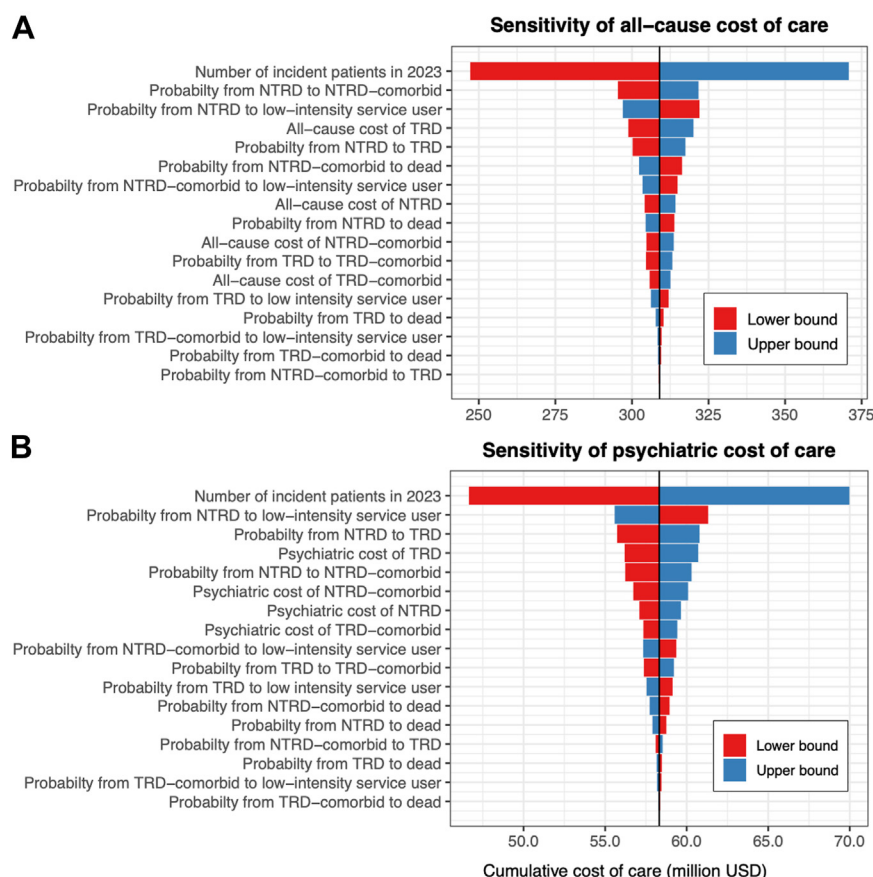 A
Sensitivity of all−cause cost of care
Number of incident patients in 2023
Probabilty from NTRD to NTRD−comorbid
Probabilty from NTRD to low−intensity service user
All−cause cost of TRD
Probabilty from NTRD to TRD
Probabilty from NTRD−comorbid to dead
Probabilty from NTRD−comorbid to low−intensity service user
All−cause cost of NTRD
Probabilty from NTRD to dead
All−cause cost of NTRD−comorbid
Probabilty from TRD to TRD−comorbid
All−cause cost of TRD−comorbid
Probabilty from TRD to low intensity service user
Probabilty from TRD to dead
Probabilty from TRD−comorbid to low−intensity service user
Probabilty from TRD−comorbid to dead
Probabilty from NTRD−comorbid to TRD
Lower bound
Upper bound
250 275 300 325 350 375
B
Sensitivity of psychiatric cost of care
Number of incident patients in 2023
Probabilty from NTRD to low−intensity service user
Probabilty from NTRD to TRD
Psychiatric cost of TRD
Probabilty from NTRD to NTRD−comorbid
Psychiatric cost of NTRD−comorbid
Psychiatric cost of NTRD
Psychiatric cost of TRD−comorbid
Probabilty from NTRD−comorbid to low−intensity service user
Probabilty from TRD to TRD−comorbid
Probabilty from TRD to low intensity service user
Probabilty from NTRD−comorbid to dead
Probabilty from NTRD to dead
Probabilty from NTRD−comorbid to TRD
Probabilty from TRD to dead
Probabilty from TRD−comorbid to low−intensity service user
Probabilty from TRD−comorbid to dead
Lower bound
Upper bound
50.0 55.0 60.0 65.0 70.0
Cumulative cost of care (million USD)